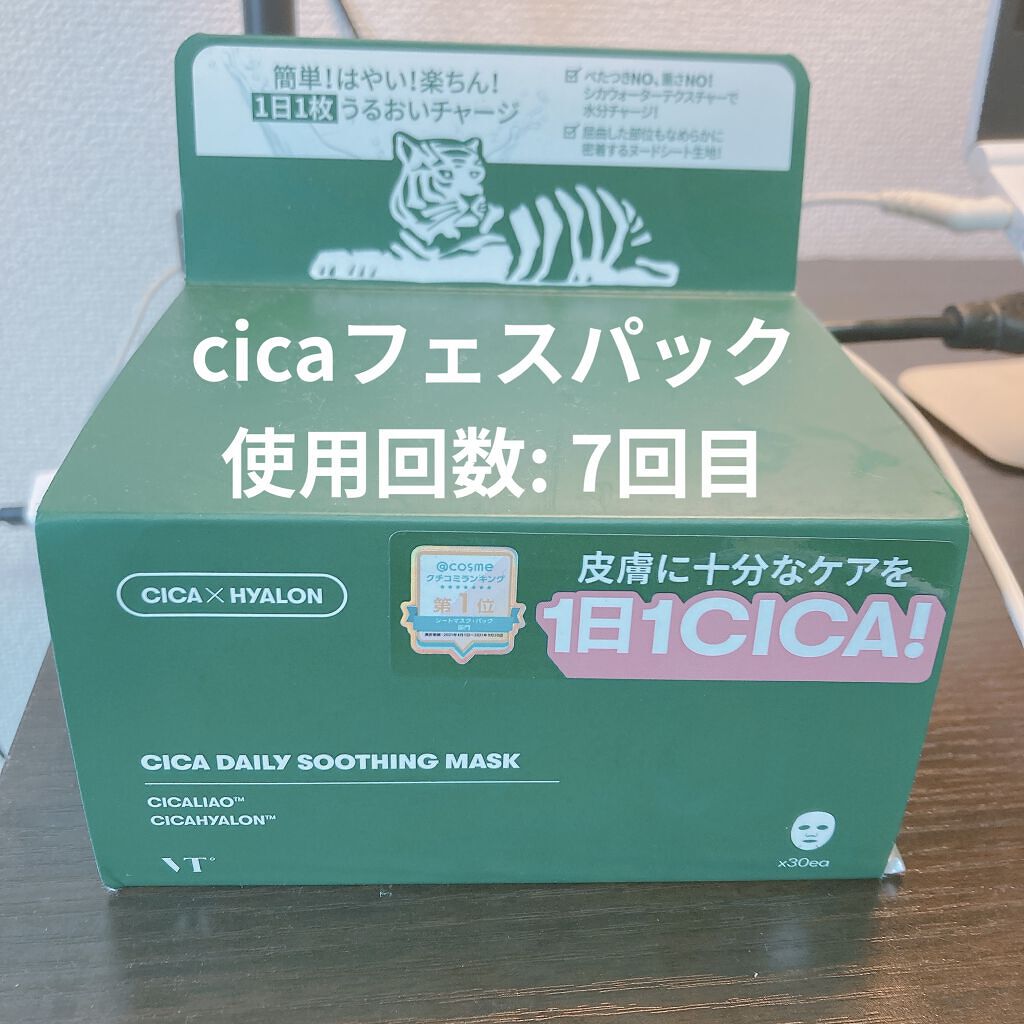 簡単！はやい！楽ちん！
1日1枚うるおいチャージ
べたつきNO、重さNO！
シカウォーターテクスチャーで
水分チャージ！
屈曲した部位もなめらかに
密着するヌードシート生地！
cicaフェスパック
使用回数: 7回目
CICA×HYALON
@cosme
クチコミランキング
第1位
シートマスク・パック
部門
皮膚に十分なケアを
1日1CICA!
CICA DAILY SOOTHING MASK
CICALIAO™
CICAHYALON™
VT
x30ea